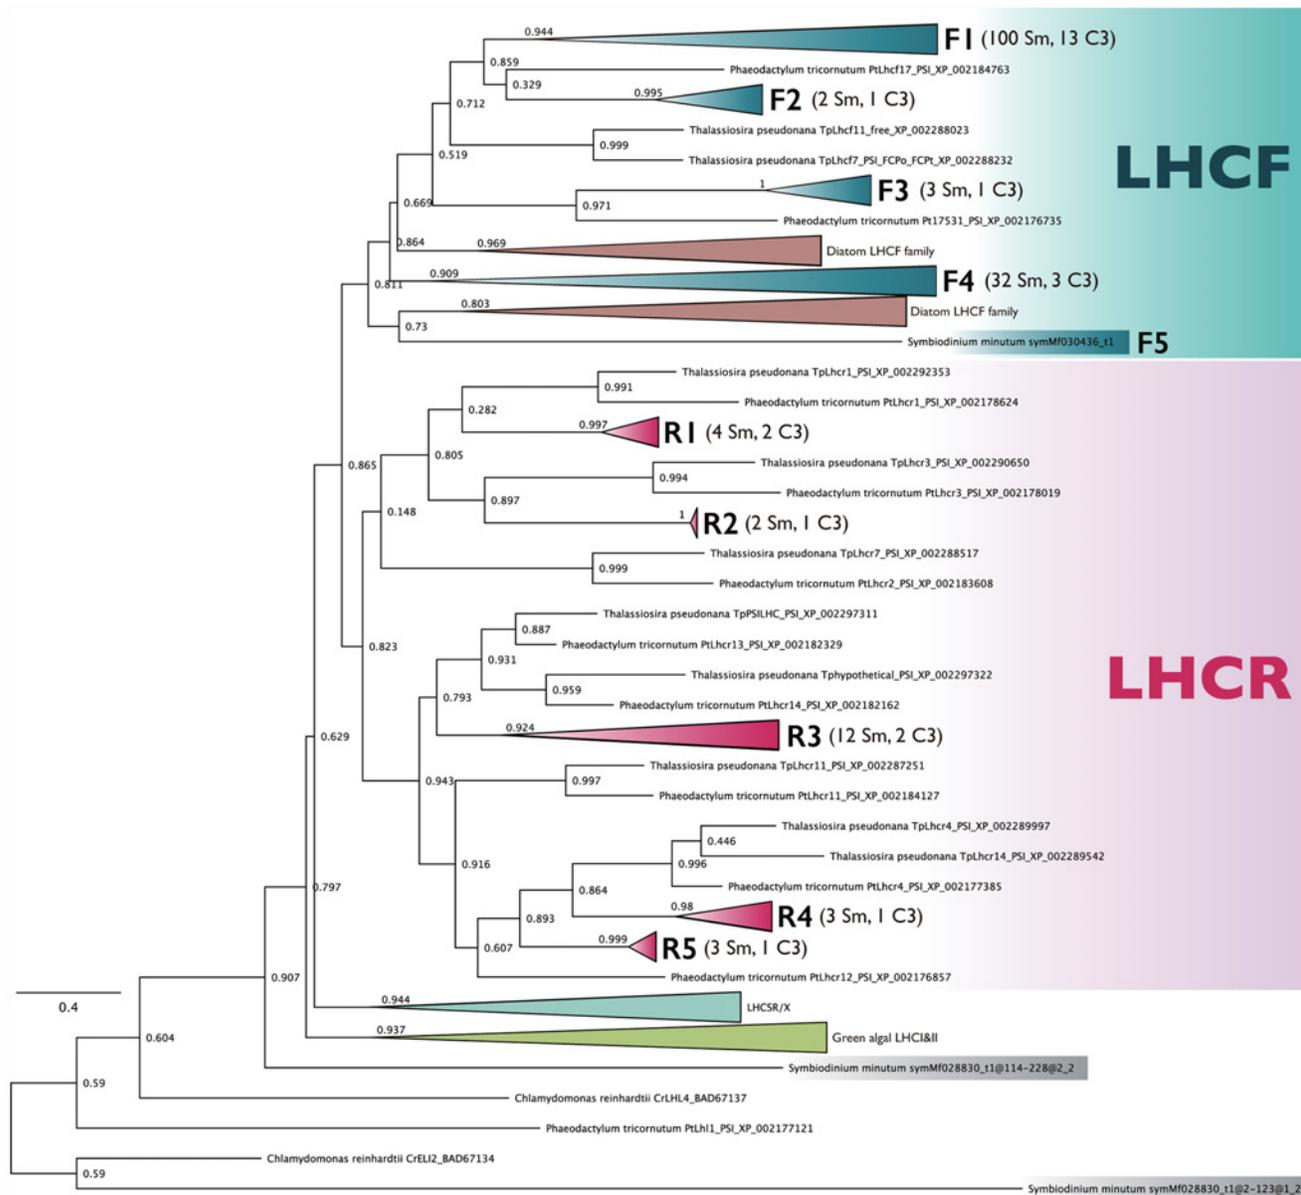 0.944
F1 (100 Sm, 13 C3)
0.859
Phaeodactylum tricornutum PtLhcf17_PSI_XP_002184763
0.329
0.995
F2 (2 Sm, 1 C3)
0.712
Thalassiosira pseudonana TpLhcf11_free_XP_002288023
0.999
0.519
Thalassiosira pseudonana TpLhcf7_PSI_FCPo_FCPt_XP_002288232
LHCF
1
F3 (3 Sm, 1 C3)
0.669
0.971
Phaeodactylum tricornutum Pt17531_PSI_XP_002176735
0.864
0.969
Diatom LHCF family
0.909
F4 (32 Sm, 3 C3)
0.811
0.803
Diatom LHCF family
0.73
Symbiodinium minutum symMf030436_t1 F5
Thalassiosira pseudonana TpLhcr1_PSI_XP_002292353
0.991
Phaeodactylum tricornutum PtLhcr1_PSI_XP_002178624
0.282
0.997
R1 (4 Sm, 2 C3)
0.805
0.865
Thalassiosira pseudonana TpLhcr3_PSI_XP_002290650
0.994
Phaeodactylum tricornutum PtLhcr3_PSI_XP_002178019
0.897
0.148
1
R2 (2 Sm, 1 C3)
Thalassiosira pseudonana TpLhcr7_PSI_XP_002288517
0.999
Phaeodactylum tricornutum PtLhcr2_PSI_XP_002183608
Thalassiosira pseudonana TpPSILHC_PSI_XP_002297311
0.887
Phaeodactylum tricornutum PtLhcr13_PSI_XP_002182329
0.823
0.931
Thalassiosira pseudonana Tphypothetical_PSI_XP_002297322
LHCR
0.959
0.793
Phaeodactylum tricornutum PtLhcr14_PSI_XP_002182162
0.924
R3 (12 Sm, 2 C3)
0.629
Thalassiosira pseudonana TpLhcr11_PSI_XP_002287251
0.943
0.997
Phaeodactylum tricornutum PtLhcr11_PSI_XP_002184127
Thalassiosira pseudonana TpLhcr4_PSI_XP_002289997
0.446
Thalassiosira pseudonana TpLhcr14_PSI_XP_002289542
0.916
0.996
0.797
0.864
Phaeodactylum tricornutum PtLhcr4_PSI_XP_002177385
0.98
R4 (3 Sm, 1 C3)
0.893
0.999
R5 (3 Sm, 1 C3)
0.607
Phaeodactylum tricornutum PtLhcr12_PSI_XP_002176857
0.907
0.944
LHCSR/X
0.4
0.937
Green algal LHCI&II
0.604
Symbiodinium minutum symMf028830_t1@114-228@2_2
0.59
Chlamydomonas reinhardtii CrLHL4_BAD67137
Phaeodactylum tricornutum PtLhl1_PSI_XP_002177121
Chlamydomonas reinhardtii CrELI2_BAD67134
0.59
Symbiodinium minutum symMf028830_t1@2-123@1_2